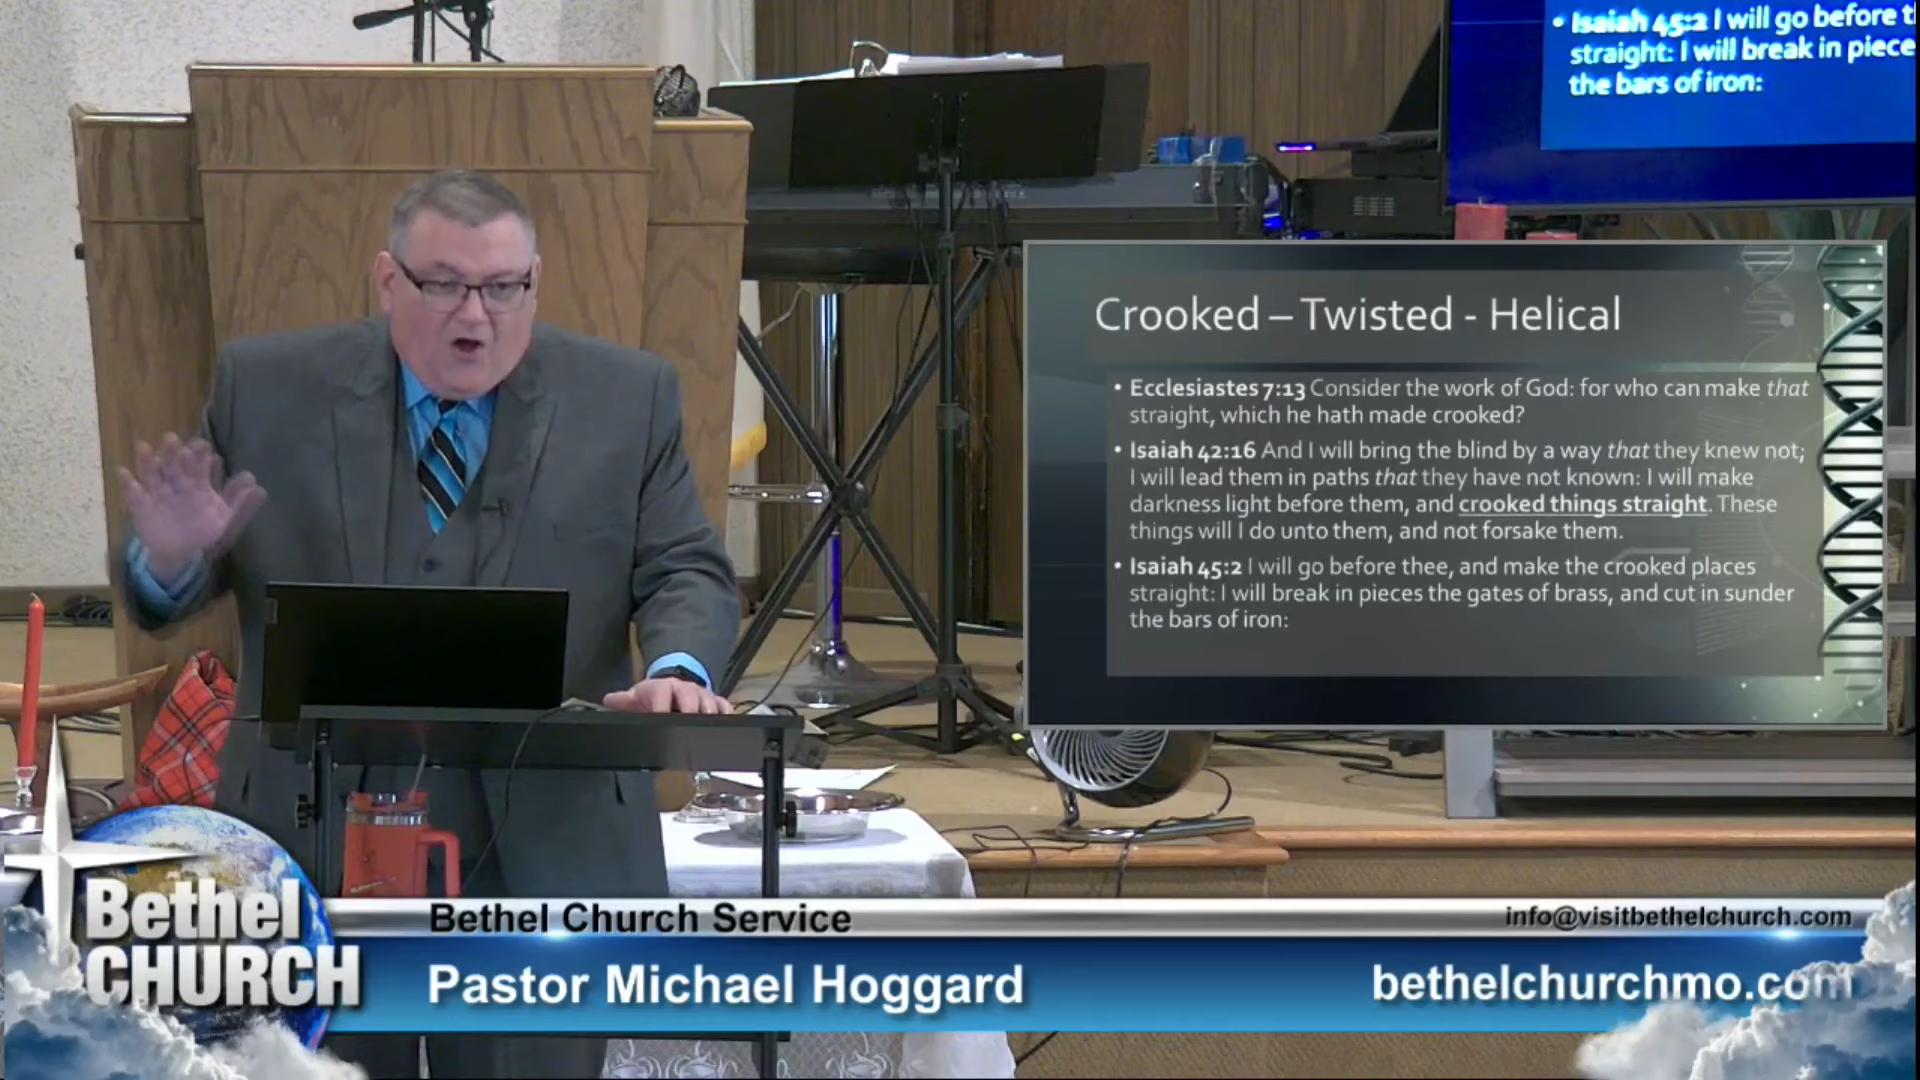 • Isaiah 45:2 I will go before t
straight: I will break in piece
the bars of iron:
Crooked – Twisted - Helical
• Ecclesiastes 7:13 Consider the work of God: for who can make that
straight, which he hath made crooked?
• Isaiah 42:16 And I will bring the blind by a way that they knew not;
I will lead them in paths that they have not known: I will make
darkness light before them, and crooked things straight. These
things will I do unto them, and not forsake them.
• Isaiah 45:2 I will go before thee, and make the crooked places
straight: I will break in pieces the gates of brass, and cut in sunder
the bars of iron:
Bethel
CHURCH
Bethel Church Service
info@visitbethelchurch.com
Pastor Michael Hoggard
bethelchurchmo.com